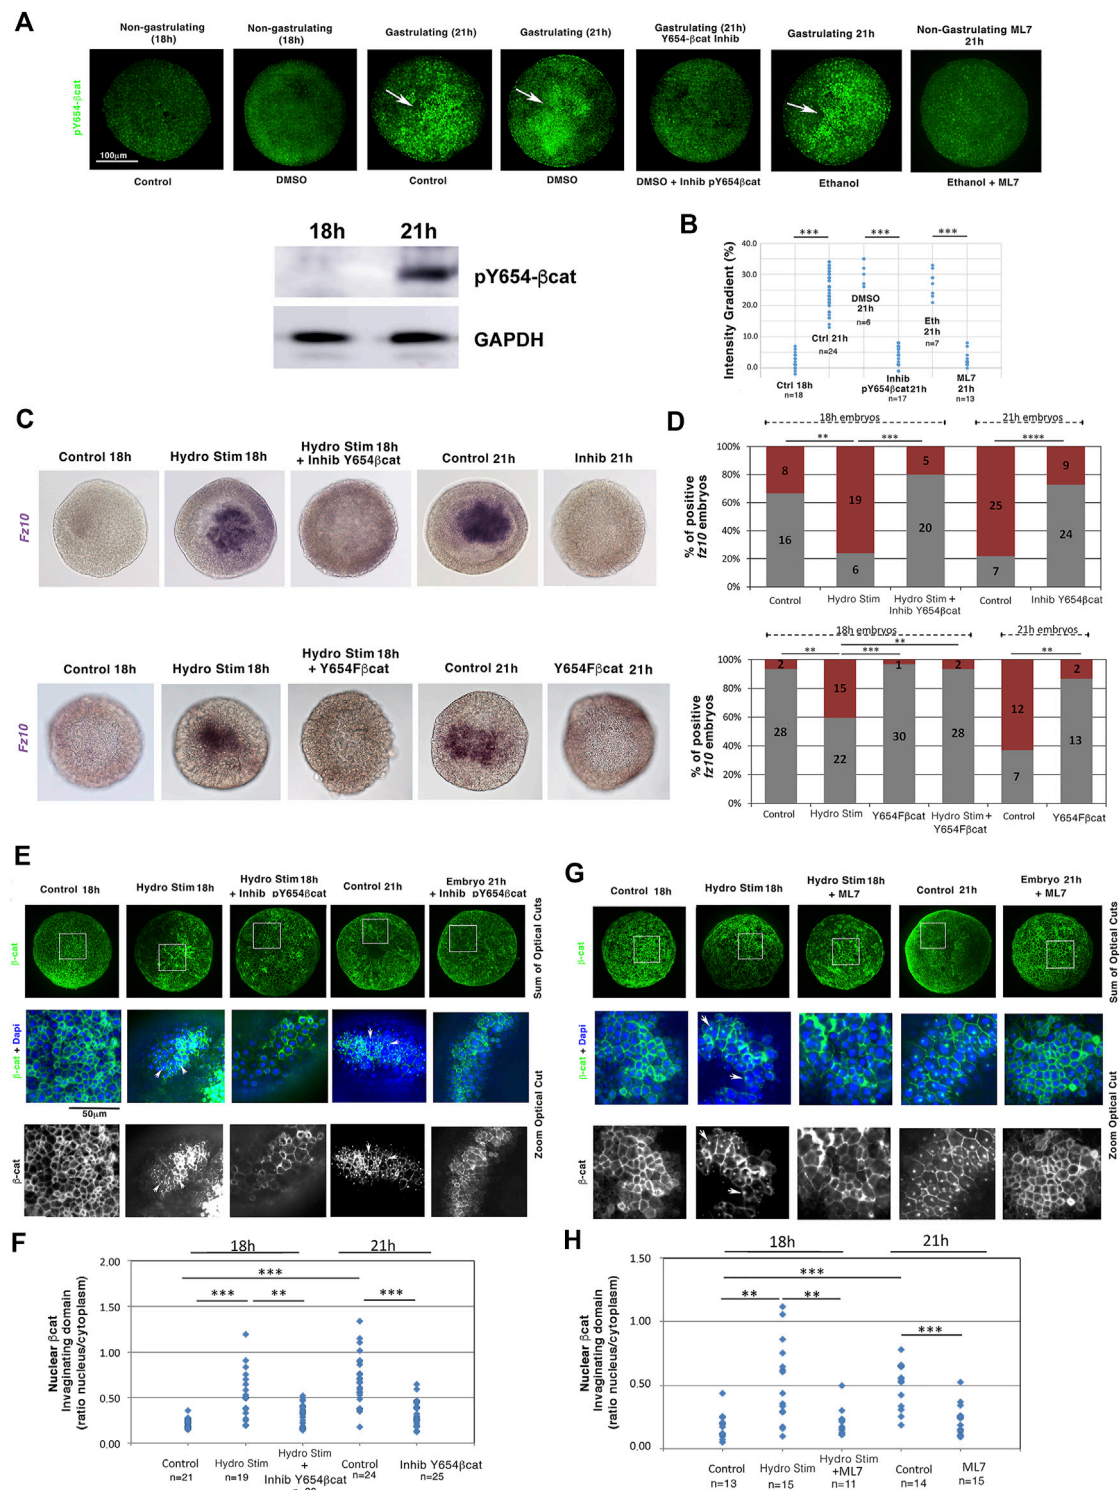 A
Non-gastrulating
(18h)
Non-gastrulating
(18h)
Gastrulating (21h)
Gastrulating (21h)
Gastrulating (21h)
Y654-βcat Inhib
Gastrulating 21h
Non-Gastrulating ML7
21h
pY654-βcat
100μm
Control
DMSO
Control
DMSO
DMSO + Inhib pY654βcat
Ethanol
Ethanol + ML7
18h 21h
pY654-βcat
GAPDH
B
Intensity Gradient (%)
40.0
30.0
20.0
10.0
0.0
*** *** ***
Ctrl 18h
n=18
Ctrl 21h
n=24
DMSO
21h
n=6
Inhib
pY654βcat21h
n=17
Eth
21h
n=7
ML7
21h
n=13
C
Control 18h
Hydro Stim 18h
Hydro Stim 18h
+ Inhib Y654βcat
Control 21h
Inhib 21h
Fz10
Control 18h
Hydro Stim 18h
Hydro Stim 18h
+ Y654Fβcat
Control 21h
Y654Fβcat 21h
Fz10
D
18h embryos
21h embryos
** *** ****
% of positive
fz10 embryos
100%
80%
60%
40%
20%
0%
8
16
19
6
5
20
25
7
9
24
Control
Hydro Stim
Hydro Stim +
Inhib Y654βcat
Control
Inhib Y654βcat
18h embryos
21h embryos
**
** *** **
% of positive
fz10 embryos
100%
80%
60%
40%
20%
0%
2
28
15
22
1
30
2
28
12
7
2
13
Control
Hydro Stim
Y654Fβcat
Hydro Stim +
Y654Fβcat
Control
Y654Fβcat
E
Control 18h
Hydro Stim 18h
Hydro Stim 18h
+ Inhib pY654βcat
Control 21h
Embryo 21h
+ Inhib pY654βcat
β-cat
Sum of Optical Cuts
β-cat + Dapi
50μm
β-cat
Zoom Optical Cut
G
Control 18h
Hydro Stim 18h
Hydro Stim 18h
+ ML7
Control 21h
Embryo 21h
+ ML7
β-cat
Sum of Optical Cuts
β-cat + Dapi
β-cat
Zoom Optical Cut
F
18h
21h
Nuclear βcat
Invaginating domain
(ratio nucleus/cytoplasm)
2.00
1.50
1.00
0.50
0.00
***
*** ** ***
Control
n=21
Hydro Stim
n=19
Hydro Stim
+
Inhib Y654βcat
Control
n=24
Inhib Y654βcat
n=25
H
18h
21h
Nuclear βcat
Invaginating domain
(ratio nucleus/cytoplasm)
1.50
1.00
0.50
0.00
***
** ** ***
Control
n=13
Hydro Stim
n=15
Hydro Stim
+ML7
n=11
Control
n=14
ML7
n=15